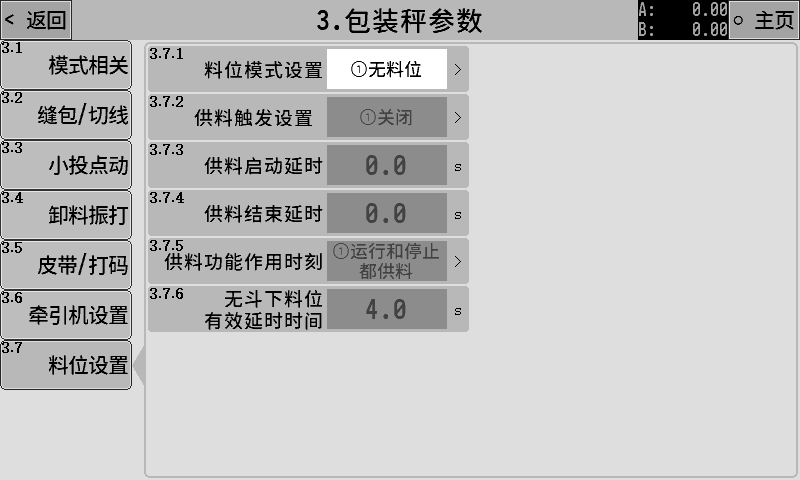 < 返回
3.包装秤参数
A: 0.00
B: 0.00
○ 主页
3.1
模式相关
3.2
缝包/切线
3.3
小投点动
3.4
卸料振打
3.5
皮带/打码
3.6
牵引机设置
3.7
料位设置
3.7.1
料位模式设置 ①无料位 >
3.7.2
供料触发设置 ①关闭 >
3.7.3
供料启动延时 0.0 s
3.7.4
供料结束延时 0.0 s
3.7.5
供料功能作用时刻 ①运行和停止 >
都供料
3.7.6
无斗下料位
有效延时时间 4.0 s